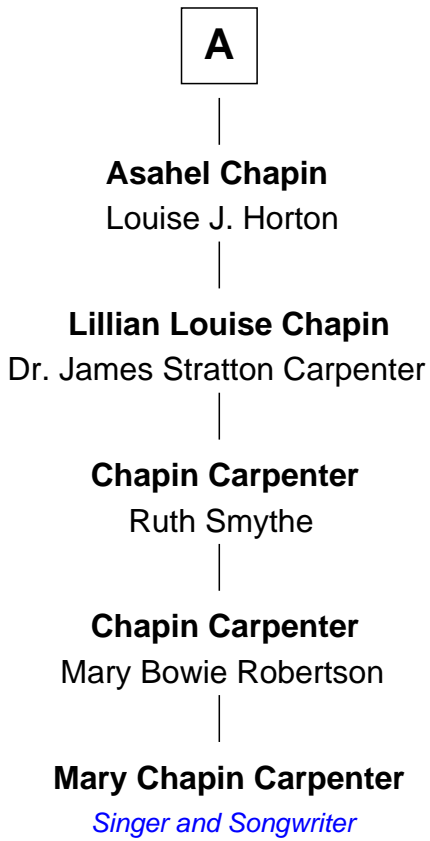 A
Asahel Chapin
Louise J. Horton
Lillian Louise Chapin
Dr. James Stratton Carpenter
Chapin Carpenter
Ruth Smythe
Chapin Carpenter
Mary Bowie Robertson
Mary Chapin Carpenter
Singer and Songwriter